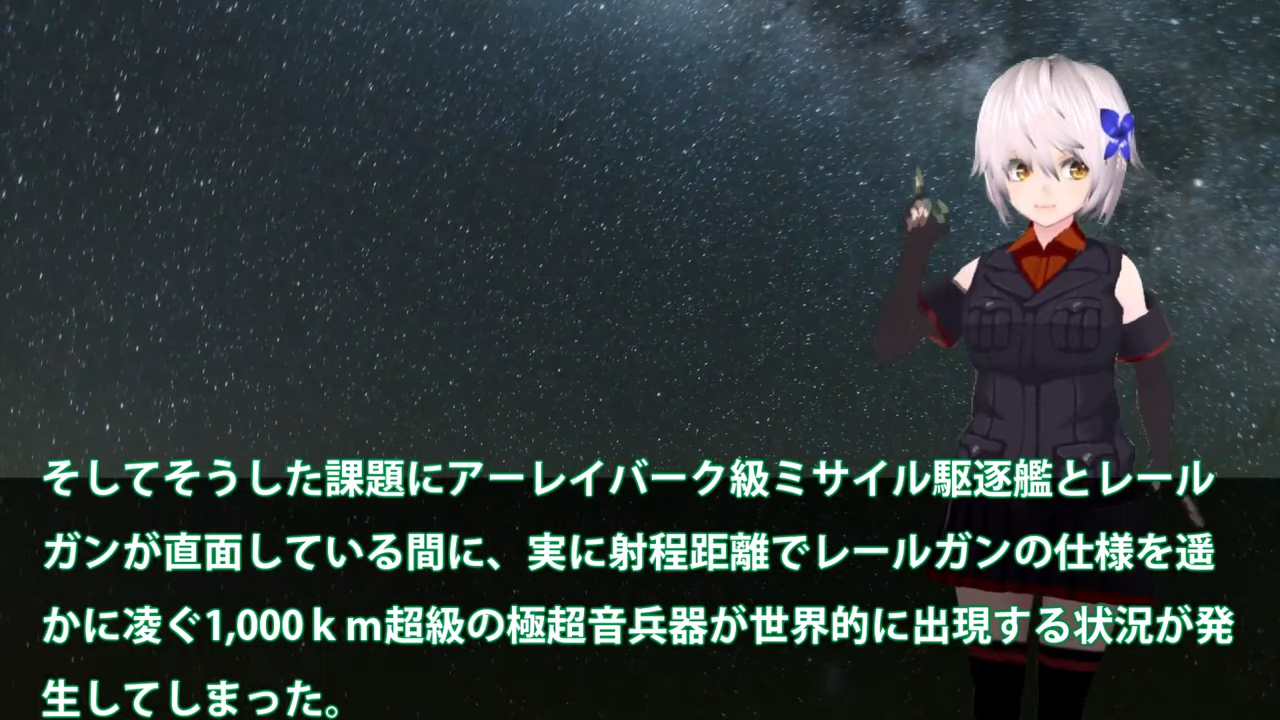 そしてそうした課題にアーレイバーク級ミサイル駆逐艦とレール
ガンが直面している間に、実に射程距離でレールガンの仕様を遥
かに凌ぐ1,000ｋｍ超級の極超音兵器が世界的に出現する状況が発
生してしまった。